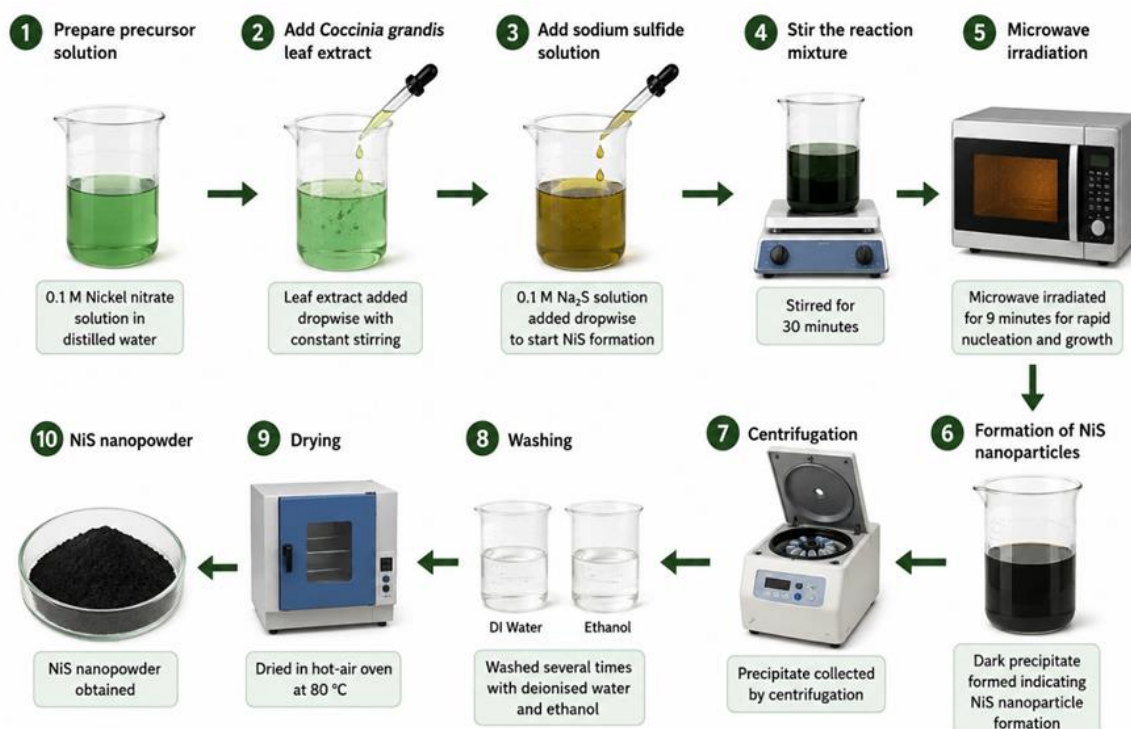 1 Prepare precursor
solution
0.1 M Nickel nitrate
solution in
distilled water
2 Add Coccinia grandis
leaf extract
Leaf extract added
dropwise with
constant stirring
3 Add sodium sulfide
solution
0.1 M Na₂S solution
added dropwise
to start NiS formation
4 Stir the reaction
mixture
Stirred for
30 minutes
5 Microwave
irradiation
Microwave irradiated
for 9 minutes for rapid
nucleation and growth
6 Formation of NiS
nanoparticles
Dark precipitate
formed indicating
NiS nanoparticle
formation
7 Centrifugation
Precipitate collected
by centrifugation
8 Washing
DI Water Ethanol
Washed several times
with deionised water
and ethanol
9 Drying
Dried in hot-air oven
at 80 °C
10 NiS nanopowder
NiS nanopowder
obtained